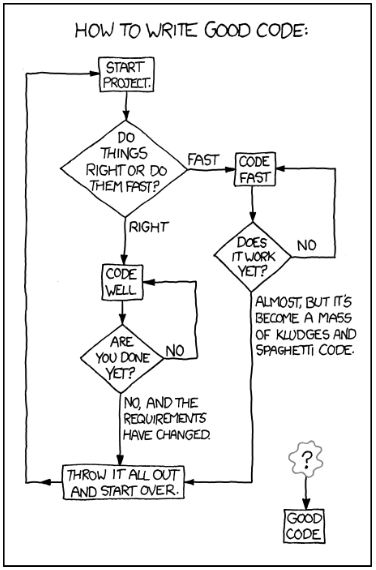 HOW TO WRITE GOOD CODE:
START
PROJECT.
DO
THINGS
RIGHT OR DO
THEM FAST?
FAST
CODE
FAST
RIGHT
DOES
IT WORK
YET?
NO
CODE
WELL
ALMOST, BUT IT'S
BECOME A MASS
OF KLUDGES AND
SPAGHETTI CODE.
ARE
YOU DONE
YET?
NO
NO, AND THE
REQUIREMENTS
HAVE CHANGED.
THROW IT ALL OUT
AND START OVER.
?
GOOD
CODE